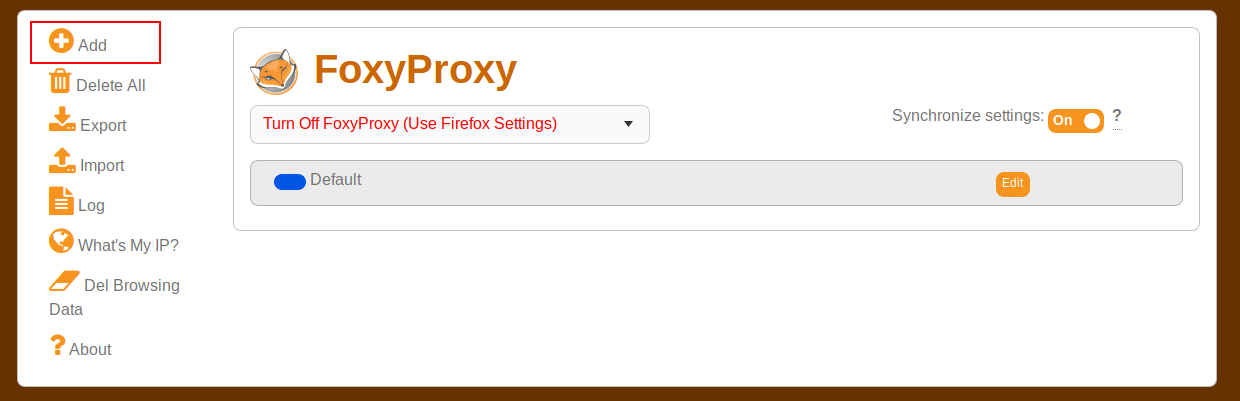 Add
Delete All
Export
Import
Log
What's My IP?
Del Browsing
Data
About
FoxyProxy
Turn Off FoxyProxy (Use Firefox Settings)
Synchronize settings: On ?
Default
Edit